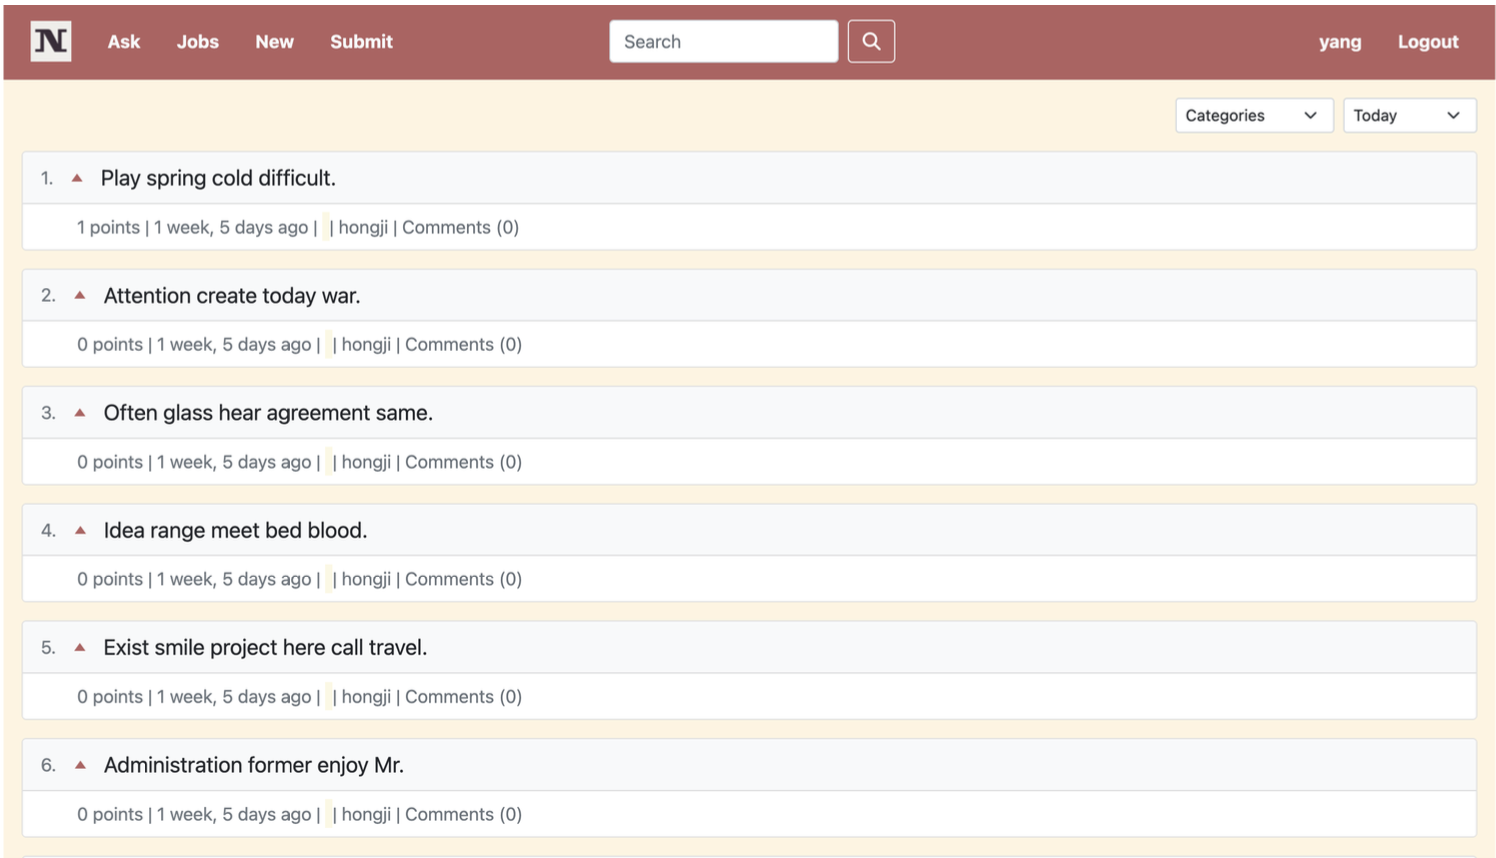 N Ask Jobs New Submit Search yang Logout
Categories Today
1. Play spring cold difficult.
1 points | 1 week, 5 days ago | | hongji | Comments (0)
2. Attention create today war.
0 points | 1 week, 5 days ago | | hongji | Comments (0)
3. Often glass hear agreement same.
0 points | 1 week, 5 days ago | | hongji | Comments (0)
4. Idea range meet bed blood.
0 points | 1 week, 5 days ago | | hongji | Comments (0)
5. Exist smile project here call travel.
0 points | 1 week, 5 days ago | | hongji | Comments (0)
6. Administration former enjoy Mr.
0 points | 1 week, 5 days ago | | hongji | Comments (0)